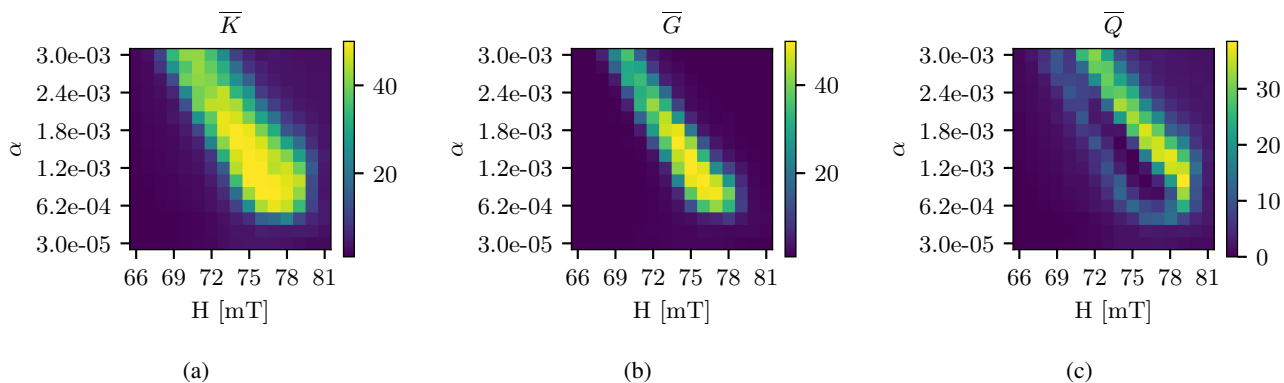 K̅ G̅ Q̅
3.0e-03 3.0e-03 3.0e-03
40 40 30
2.4e-03 2.4e-03 2.4e-03
α 1.8e-03 α 1.8e-03 α 1.8e-03
20
1.2e-03 20 1.2e-03 20 1.2e-03
10
6.2e-04 6.2e-04 6.2e-04
3.0e-05 3.0e-05 3.0e-05
0
66 69 72 75 78 81 66 69 72 75 78 81 66 69 72 75 78 81
H [mT] H [mT] H [mT]
(a) (b) (c)